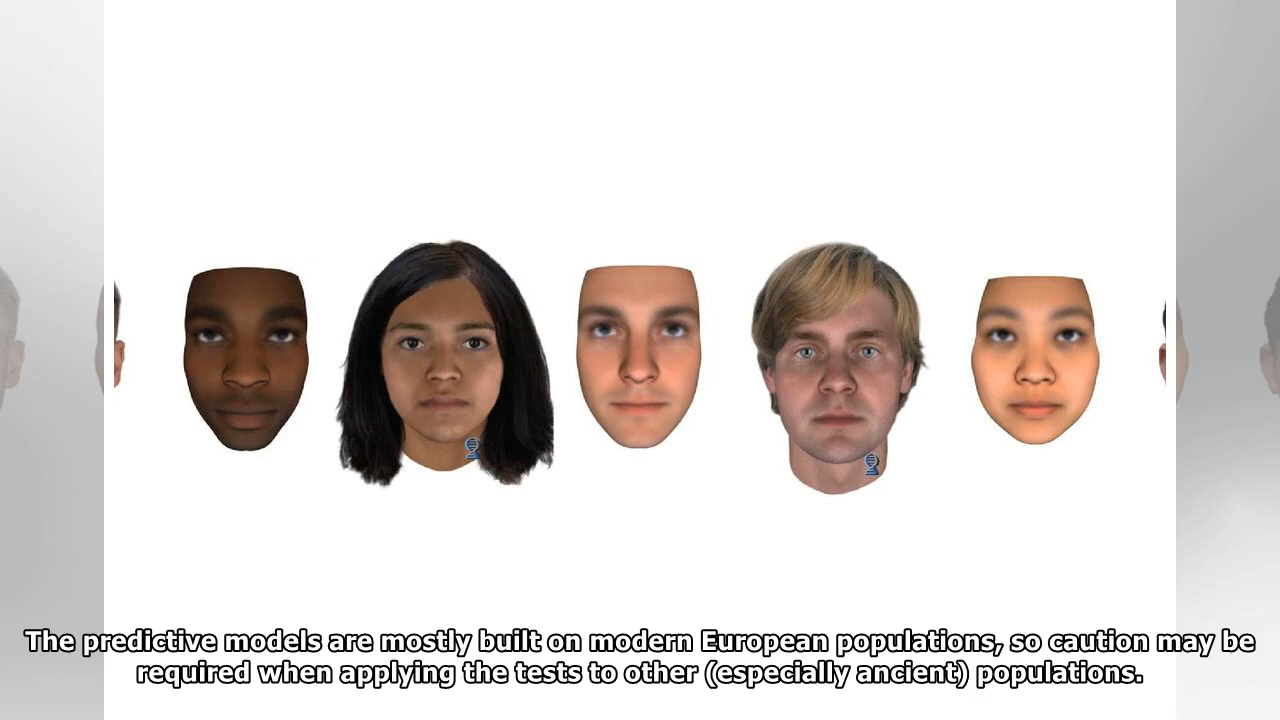 The predictive models are mostly built on modern European populations, so caution may be
required when applying the tests to other (especially ancient) populations.